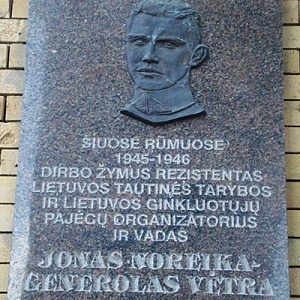 ŠIUOSE RŪMUOSE
1945-1946
DIRBO ŽYMUS REZISTENTAS
LIETUVOS TAUTINĖS TARYBOS
IR LIETUVOS GINKLUOTŲJŲ
PAJĖGŲ ORGANIZATORIUS
IR VADAS
JONAS NOREIKA-
GENEROLAS VĖTRA